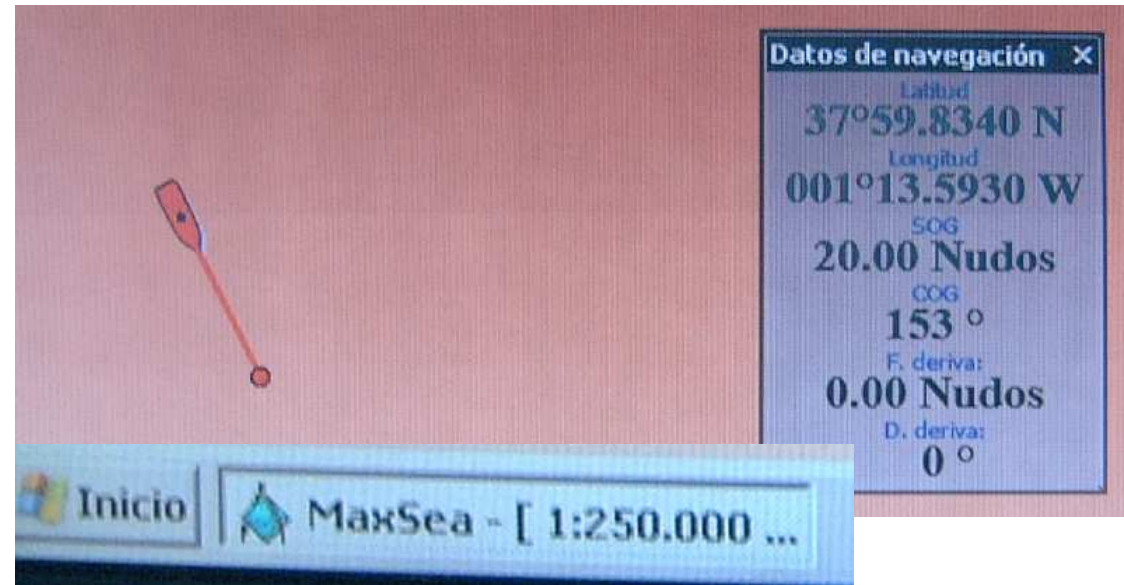 Datos de navegación ×
Latitud
37°59.8340 N
Longitud
001°13.5930 W
SOG
20.00 Nudos
COG
153 °
F. deriva:
0.00 Nudos
D. deriva:
0 °
Inicio
MaxSea - [ 1:250.000 ...